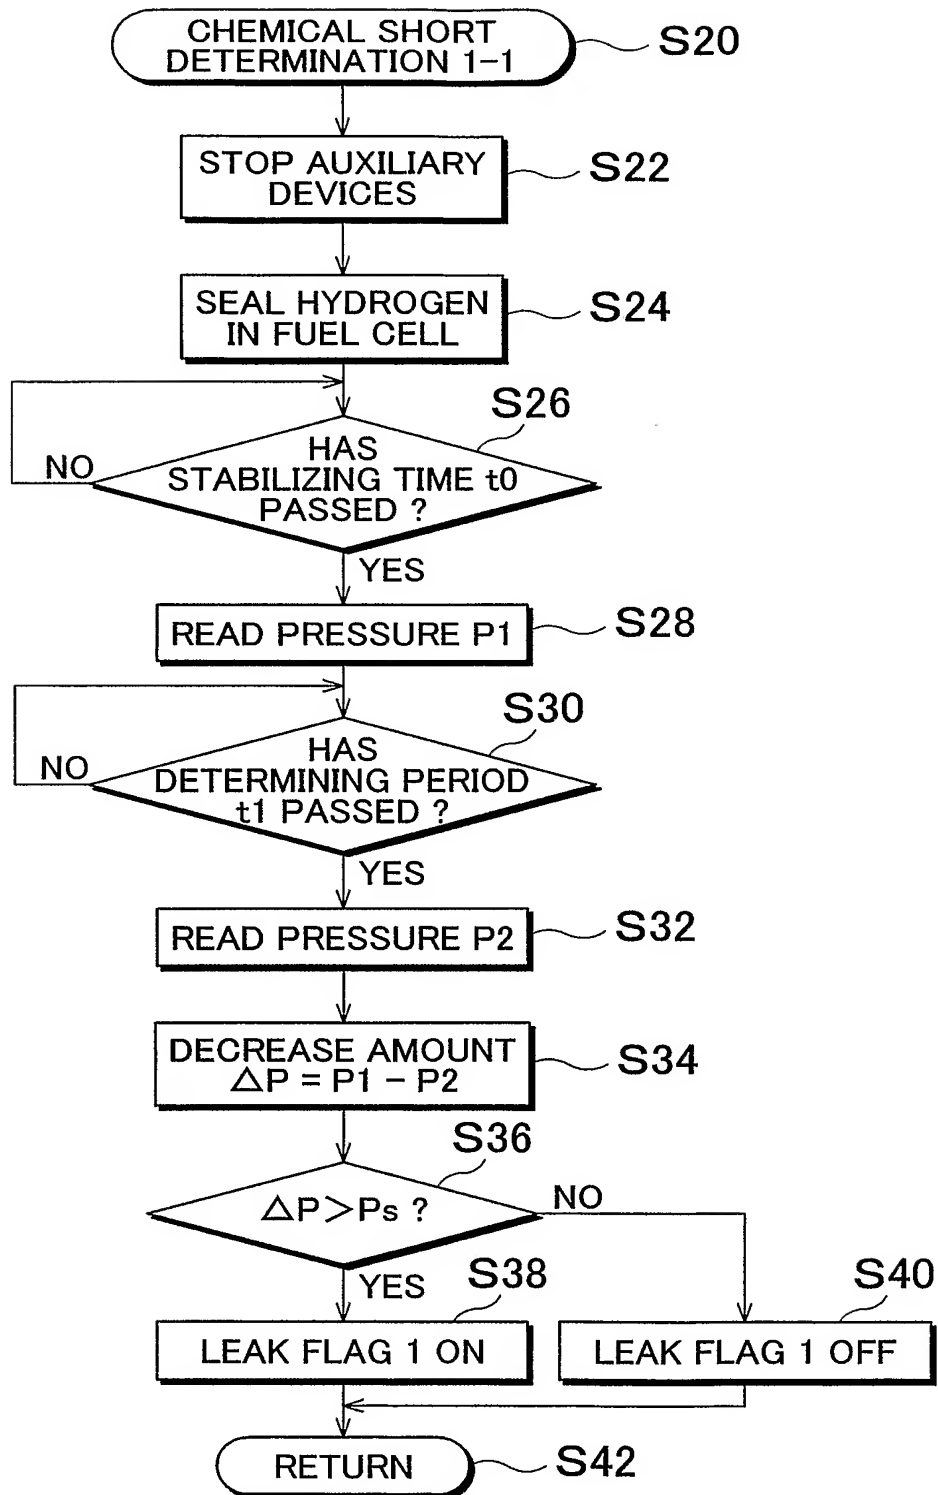 CHEMICAL SHORT
DETERMINATION 1-1
S20
STOP AUXILIARY
DEVICES
S22
SEAL HYDROGEN
IN FUEL CELL
S24
S26
HAS
STABILIZING TIME t0
PASSED ?
NO
YES
READ PRESSURE P1
S28
S30
HAS
DETERMINING PERIOD
t1 PASSED ?
NO
YES
READ PRESSURE P2
S32
DECREASE AMOUNT
△P = P1 – P2
S34
S36
△P>Ps ?
NO
YES
S38
LEAK FLAG 1 ON
S40
LEAK FLAG 1 OFF
RETURN
S42